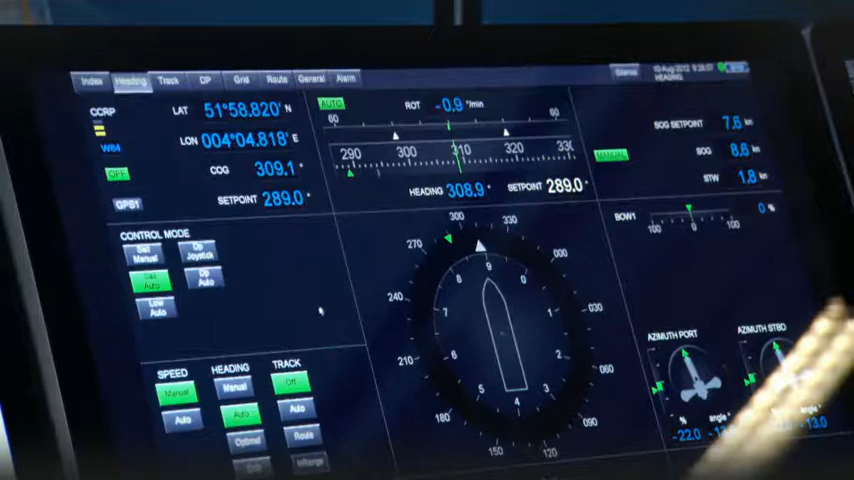 Index Heading Track DP Grid Route General Alarm
Status
HEADING
CCRP
W84
OFF
GPS1
LAT 51°58.820' N
LON 004°04.818' E
COG 309.1 °
SETPOINT 289.0 °
AUTO
ROT -0.9 °/min
60 0 60
290 300 310 320 330
HEADING 308.9 ° SETPOINT 289.0 °
MANUAL
SOG SETPOINT 7.6 kn
SOG 8.6 kn
STW 1.8 kn
BOW1 0 %
100 0 100
CONTROL MODE
Sail Manual
Dp Joystick
Sail Auto
Dp Auto
Low Auto
SPEED
Manual
Auto
HEADING
Manual
Auto
Optimal
TRACK
Off
Auto
Route
270 300 330 000 030 060 090 120 150 180 210 240
9 0 1 2 3 4 5 6 7 8
AZIMUTH PORT
% angle°
-22.0
AZIMUTH STBD
angle°
-13.0